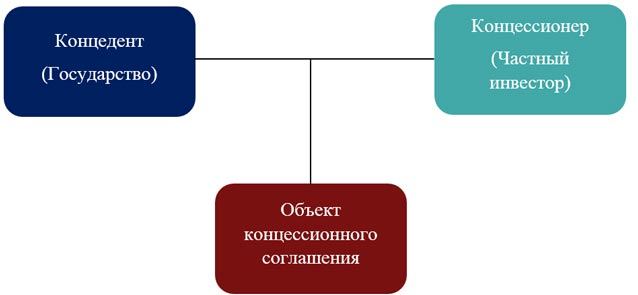 Концедент
(Государство)
Концессионер
(Частный
инвестор)
Объект
концессионного
соглашения